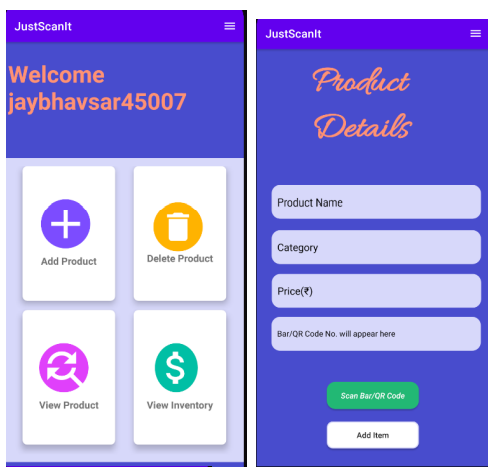 JustScanIt
Welcome
jaybhavsar45007
Add Product
Delete Product
View Product
View Inventory
JustScanIt
Product
Details
Product Name
Category
Price(₹)
Bar/QR Code No. will appear here
Scan Bar/QR Code
Add Item